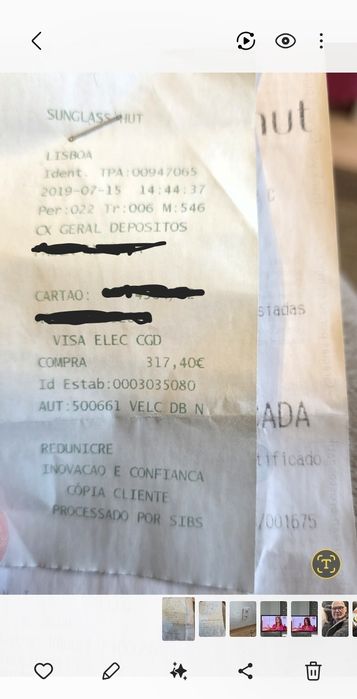 SUNGLASS HUT
LISBOA
Ident. TPA:00947065
2019-07-15 14:44:37
Per:022 Tr:006 M:546
CX GERAL DEPOSITOS
CARTAO:
VISA ELEC CGD
COMPRA 317,40€
Id Estab:0003035080
AUT:500661 VELC DB N
REDUNICRE
INOVACAO E CONFIANCA
CÓPIA CLIENTE
PROCESSADO POR SIBS
hut
C
siadas
ADA
tificado
/001675
T